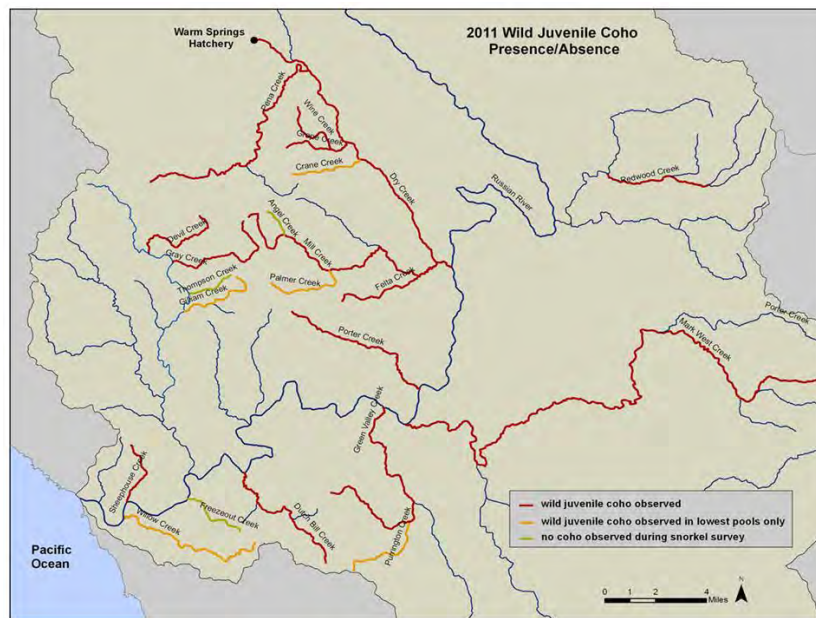 2011 Wild Juvenile Coho
Presence/Absence
Warm Springs
Hatchery
Pena Creek
Wine Creek
Grape Creek
Crane Creek
Dry Creek
Russian River
Redwood Creek
Angel Creek
Devil Creek
Mill Creek
Gray Creek
Thompson Creek
Gilliam Creek
Palmer Creek
Felta Creek
Porter Creek
Porter Creek
Mark West Creek
Green Valley Creek
Sheephouse Creek
Willow Creek
Freezeout Creek
Dutch Bill Creek
Purrington Creek
Pacific
Ocean
wild juvenile coho observed
wild juvenile coho observed in lowest pools only
no coho observed during snorkel survey
N
0 1 2 4
Miles